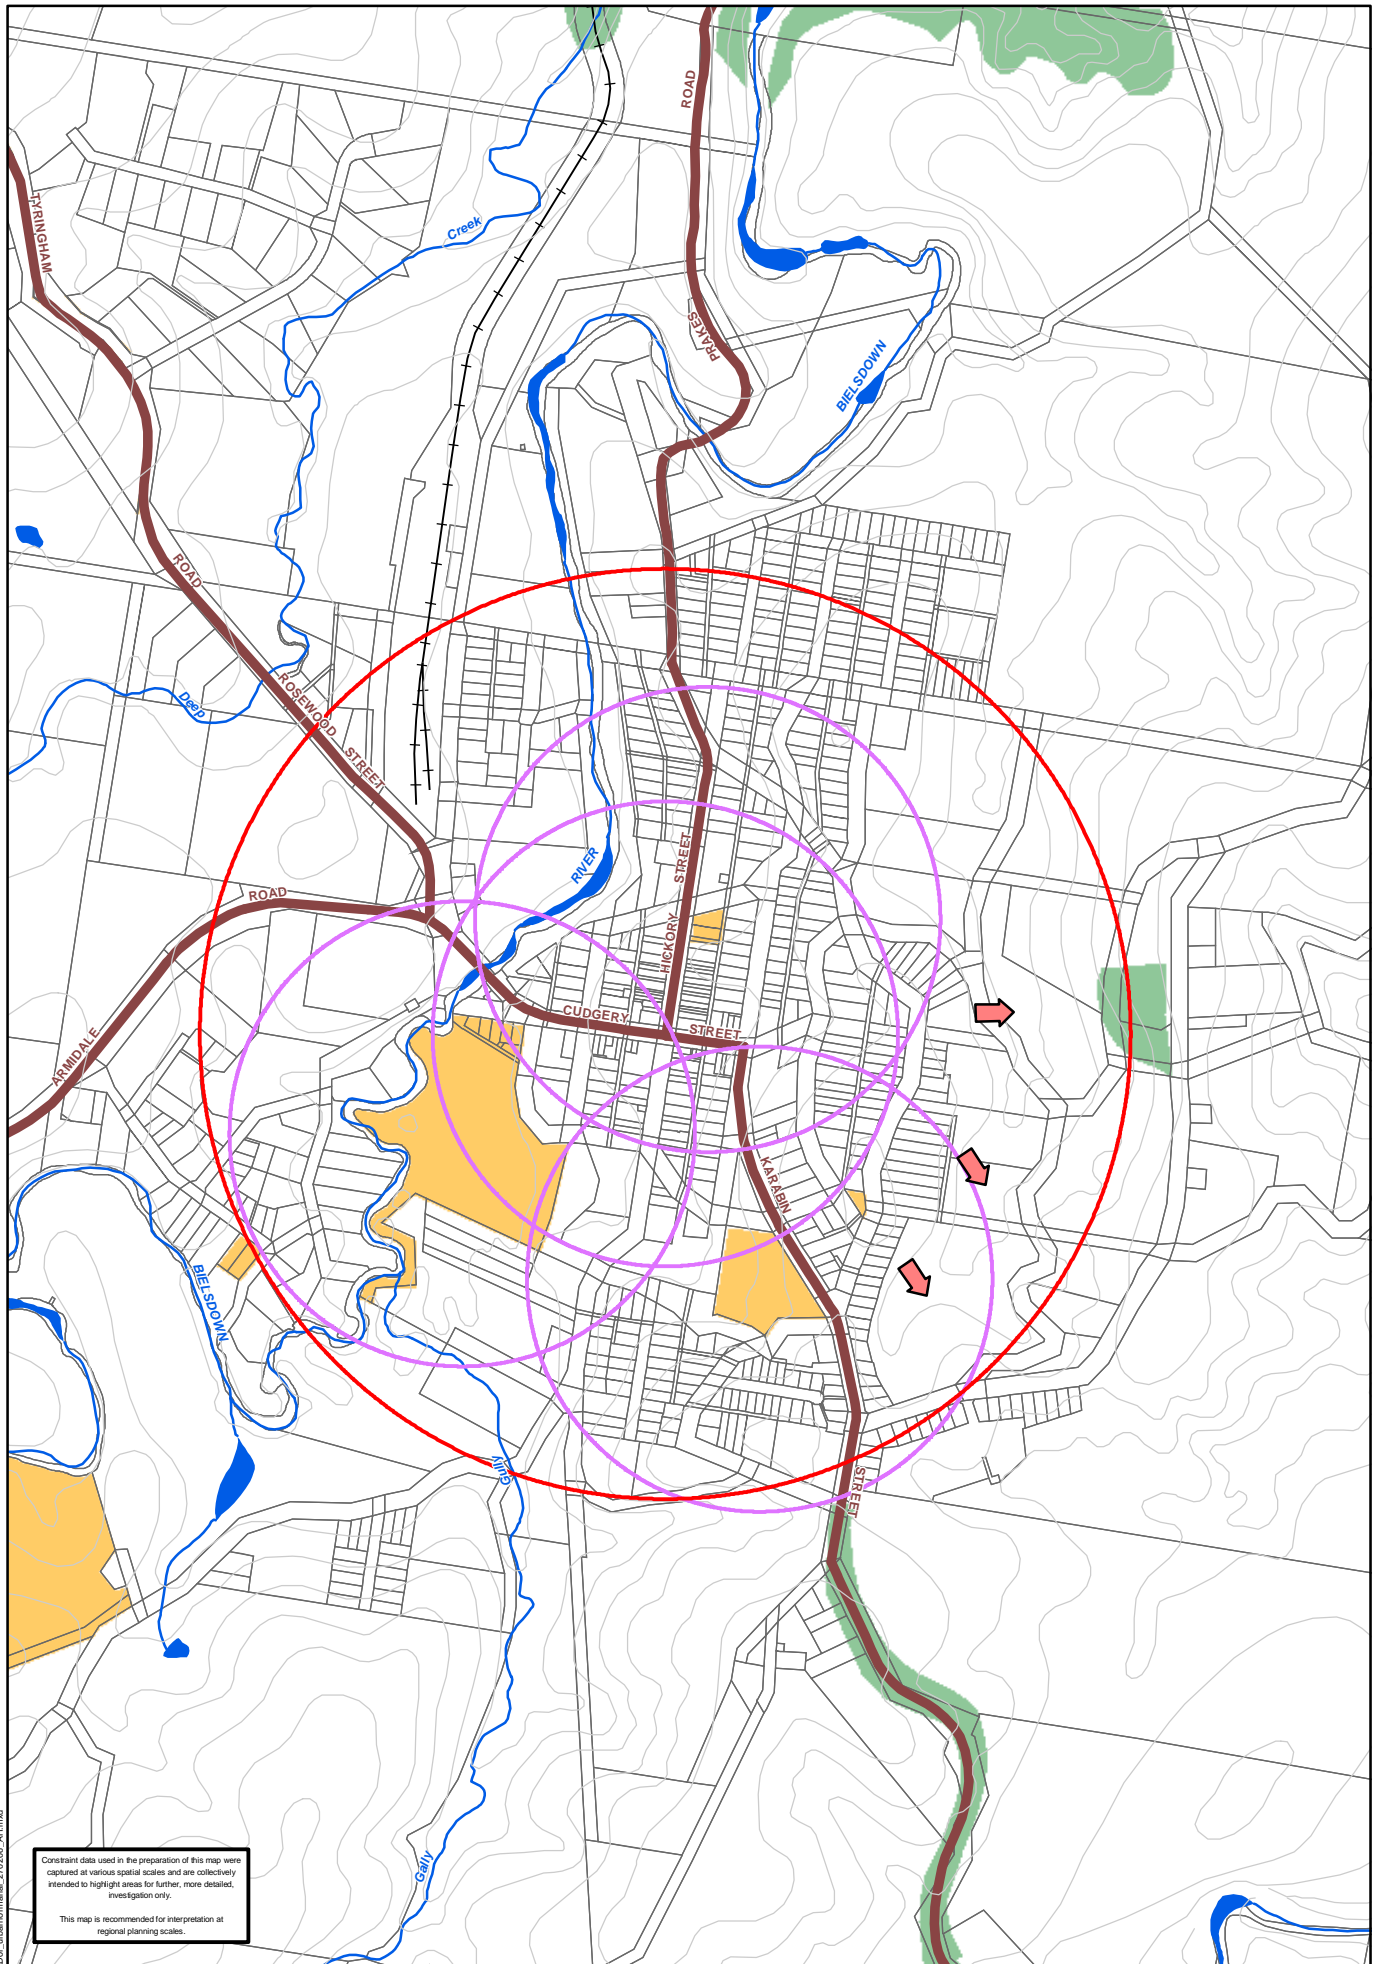 ROAD
TYRINGHAM
Creek
PRAKES
BIELSDOWN
ROAD
Deep
ROSEWOOD STREET
RIVER
STREET
ROAD
HICKORY
CUDGERY
STREET
ARMIDALE
KARABIN
BIELSDOWN
Gully
STREET
Gally
Constraint data used in the preparation of this map were
captured at various spatial scales and are collectively
intended to highlight areas for further, more detailed,
investigation only.
This map is recommended for interpretation at
regional planning scales.